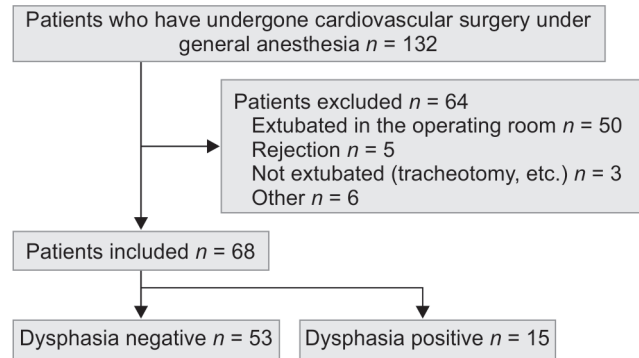 Patients who have undergone cardiovascular surgery under
general anesthesia n = 132
Patients excluded n = 64
Extubated in the operating room n = 50
Rejection n = 5
Not extubated (tracheotomy, etc.) n = 3
Other n = 6
Patients included n = 68
Dysphasia negative n = 53
Dysphasia positive n = 15